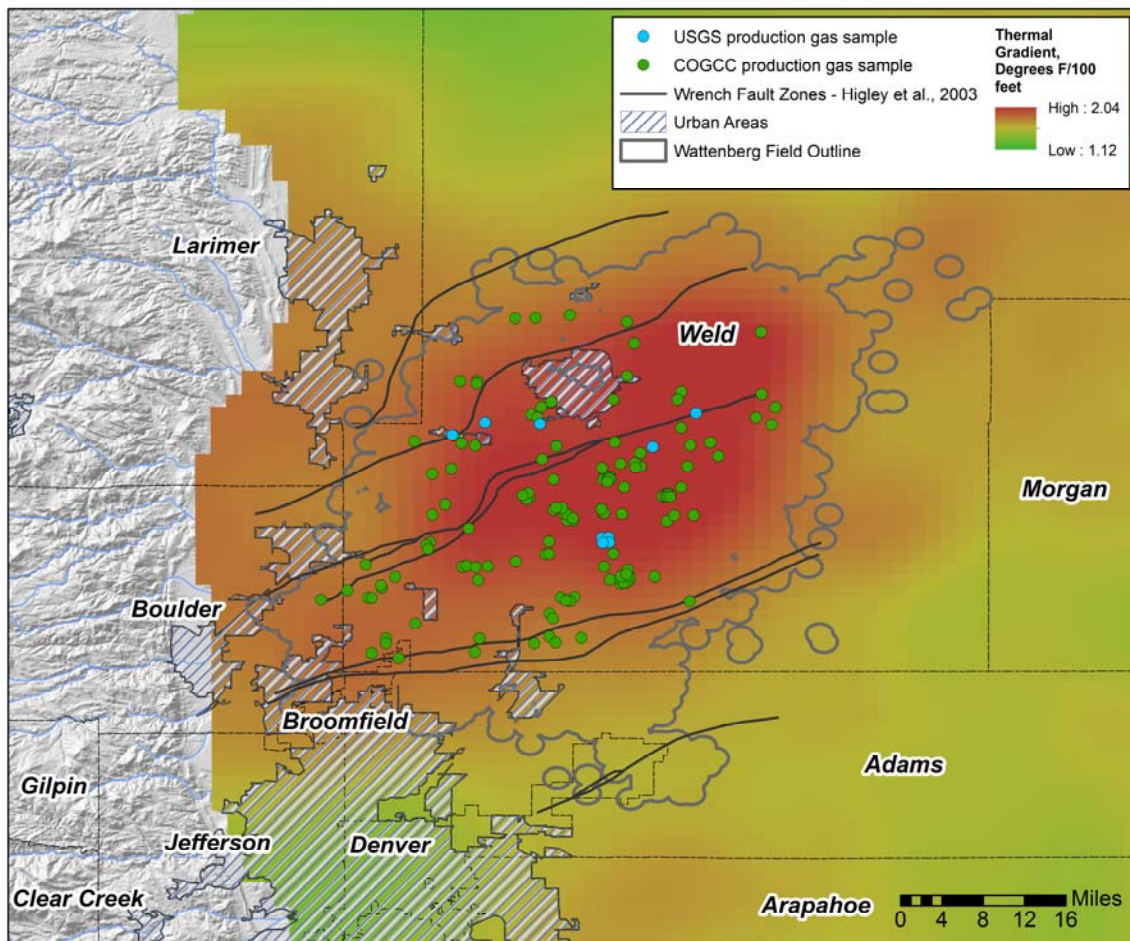 USGS production gas sample
COGCC production gas sample
Wrench Fault Zones - Higley et al., 2003
Urban Areas
Wattenberg Field Outline
Thermal
Gradient,
Degrees F/100
feet
High : 2.04
Low : 1.12
Larimer
Weld
Morgan
Boulder
Broomfield
Adams
Gilpin
Jefferson
Denver
Clear Creek
Arapahoe
Miles
0 4 8 12 16